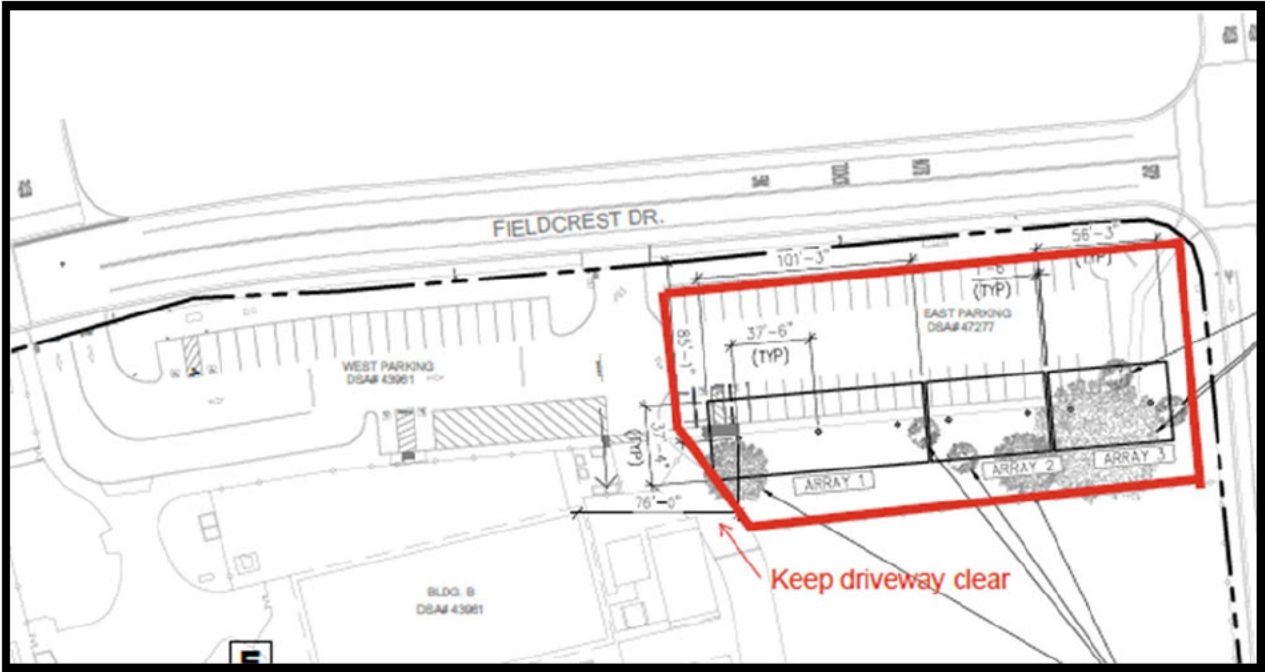 FIELDCREST DR.
56'-3"
(TYP)
101'-3"
1'-6"
(TYP)
EAST PARKING
DSA# 47277
85'-1"
37'-6"
(TYP)
WEST PARKING
DSA# 43961
37'-4"
(TYP)
ARRAY 1
ARRAY 2
ARRAY 3
76'-0"
Keep driveway clear
BLDG. B
DSA# 43961